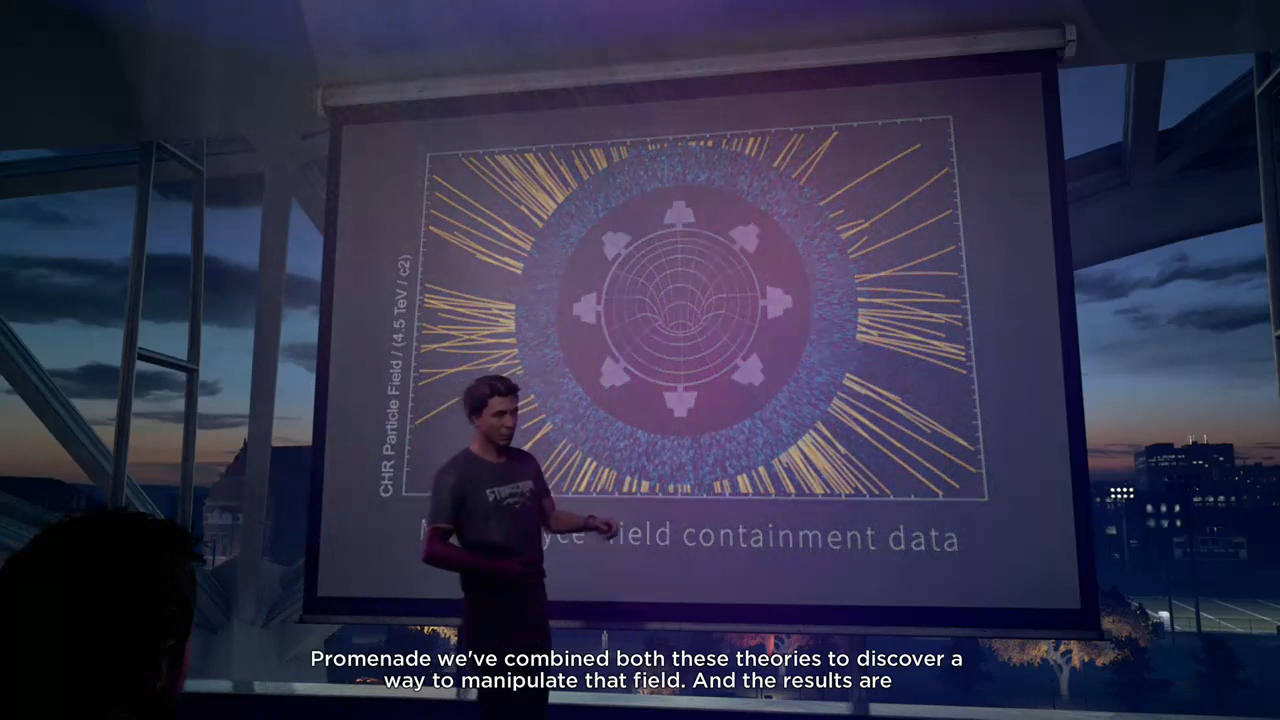 CHR Particle Field / (4.5 TeV / c2)
field containment data
Promenade we've combined both these theories to discover a
way to manipulate that field. And the results are